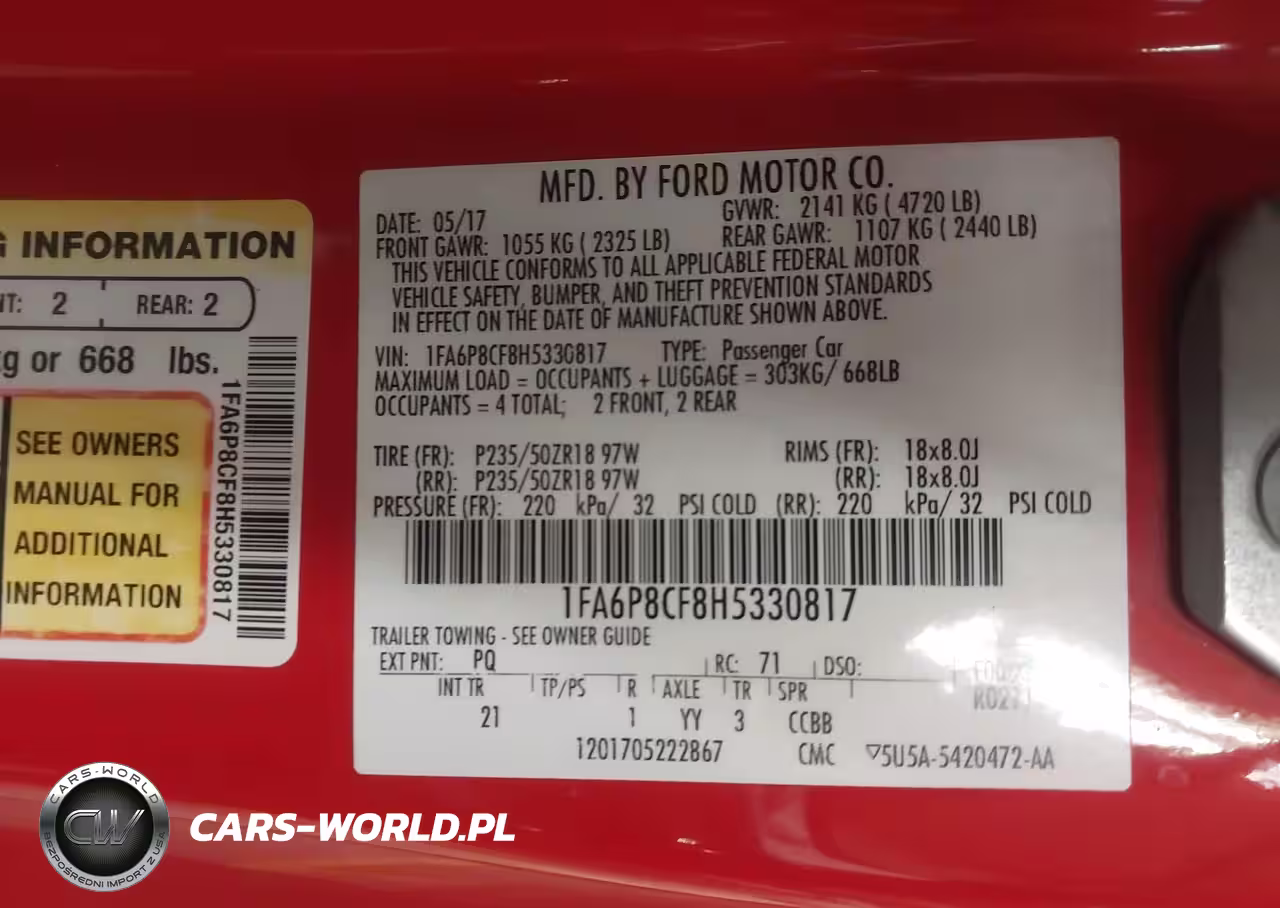 G INFORMATION
NT: 2 REAR: 2
kg or 668 lbs.
SEE OWNERS
MANUAL FOR
ADDITIONAL
INFORMATION
1FA6P8CF8H5330817
MFD. BY FORD MOTOR CO.
DATE: 05/17 GVWR: 2141 KG ( 4720 LB)
FRONT GAWR: 1055 KG ( 2325 LB) REAR GAWR: 1107 KG ( 2440 LB)
THIS VEHICLE CONFORMS TO ALL APPLICABLE FEDERAL MOTOR
VEHICLE SAFETY, BUMPER, AND THEFT PREVENTION STANDARDS
IN EFFECT ON THE DATE OF MANUFACTURE SHOWN ABOVE.
VIN: 1FA6P8CF8H5330817 TYPE: Passenger Car
MAXIMUM LOAD = OCCUPANTS + LUGGAGE = 303KG/ 668LB
OCCUPANTS = 4 TOTAL; 2 FRONT, 2 REAR
TIRE (FR): P235/50ZR18 97W RIMS (FR): 18x8.0J
(RR): P235/50ZR18 97W (RR): 18x8.0J
PRESSURE (FR): 220 kPa/ 32 PSI COLD (RR): 220 kPa/ 32 PSI COLD
1FA6P8CF8H5330817
TRAILER TOWING - SEE OWNER GUIDE
EXT PNT: PQ RC: 71 DSO:
INT TR TP/PS R AXLE TR SPR
21 1 YY 3 CCBB
1201705222867 CMC ▽5U5A-5420472-AA
CARS-WORLD
CW
BEZPOŚREDNI IMPORT Z USA
CARS-WORLD.PL